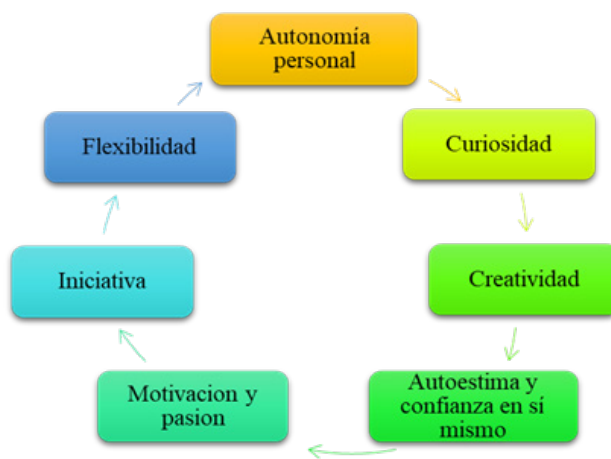 Autonomía
personal
Curiosidad
Creatividad
Autoestima y
confianza en sí
mismo
Motivacion y
pasion
Iniciativa
Flexibilidad